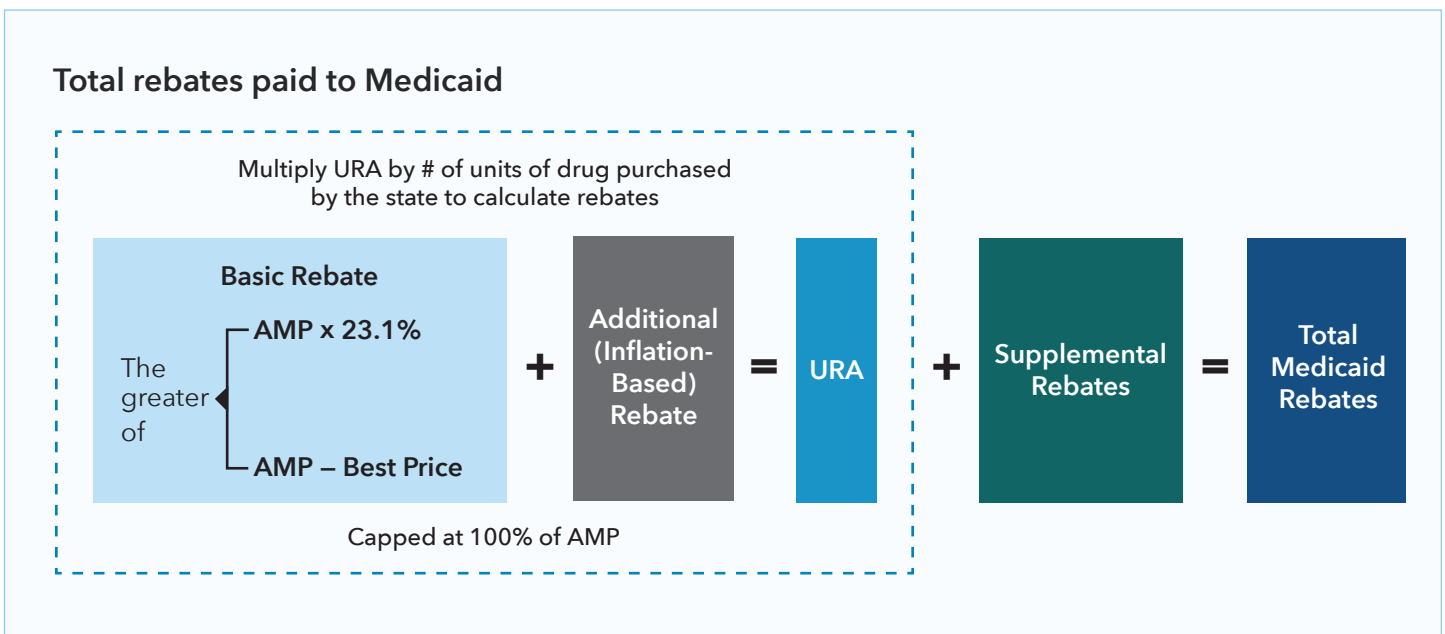 Total rebates paid to Medicaid
Multiply URA by # of units of drug purchased
by the state to calculate rebates
Basic Rebate
The
greater
of
AMP x 23.1%
AMP – Best Price
+
Additional
(Inflation-
Based)
Rebate
=
URA
+
Supplemental
Rebates
=
Total
Medicaid
Rebates
Capped at 100% of AMP